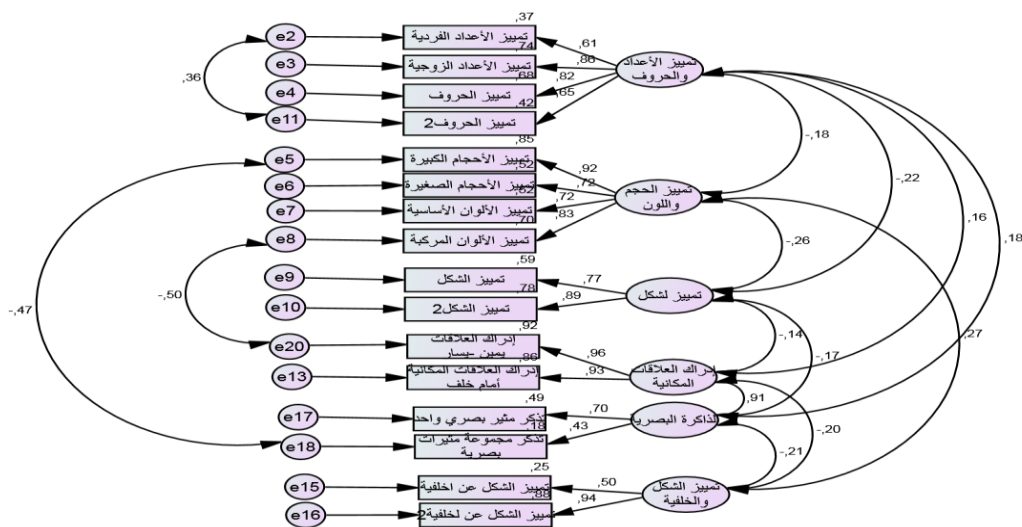 ,37
e2
تمييز الأعداد الفردية
,61
,74
e3
تمييز الأعداد الزوجية
,86
تمييز الأعداد
والحروف
,68
e4
تمييز الحروف
,82
,65
,42
e11
تمييز الحروف2
,36
,85
e5
تمييز الأحجام الكبيرة
,92
,52
e6
تمييز الأحجام الصغيرة
,72
تمييز الحجم
واللون
e7
تمييز الألوان الأساسية
,72
,70
e8
تمييز الألوان المركبة
,83
-,18
-,22
,16
,18
-,26
,27
,59
e9
تمييز الشكل
,77
تمييز لشكل
,78
e10
تمييز الشكل2
,89
-,47
-,50
,92
e20
إدراك العلاقات
يمين -يسار
,96
إدراك العلاقات
المكانية
,86
e13
إدراك العلاقات المكانية
أمام خلف
,93
-,14
-,17
,91
,49
e17
تذكر مثير بصري واحد
,70
لذاكرة البصرية
,18
e18
تذكر مجموعة مثيرات
بصرية
,43
-,20
-,21
,25
e15
تمييز الشكل عن اخلفية
,50
تمييز الشكل
والخلفية
,88
e16
تمييز الشكل عن لخلفية2
,94